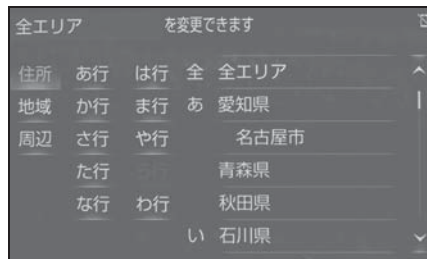 全エリア を変更できます
住所 あ行 は行 全 全エリア
地域 か行 ま行 あ 愛知県
周辺 さ行 や行 名古屋市
た行 ら行 青森県
な行 わ行 秋田県
い 石川県